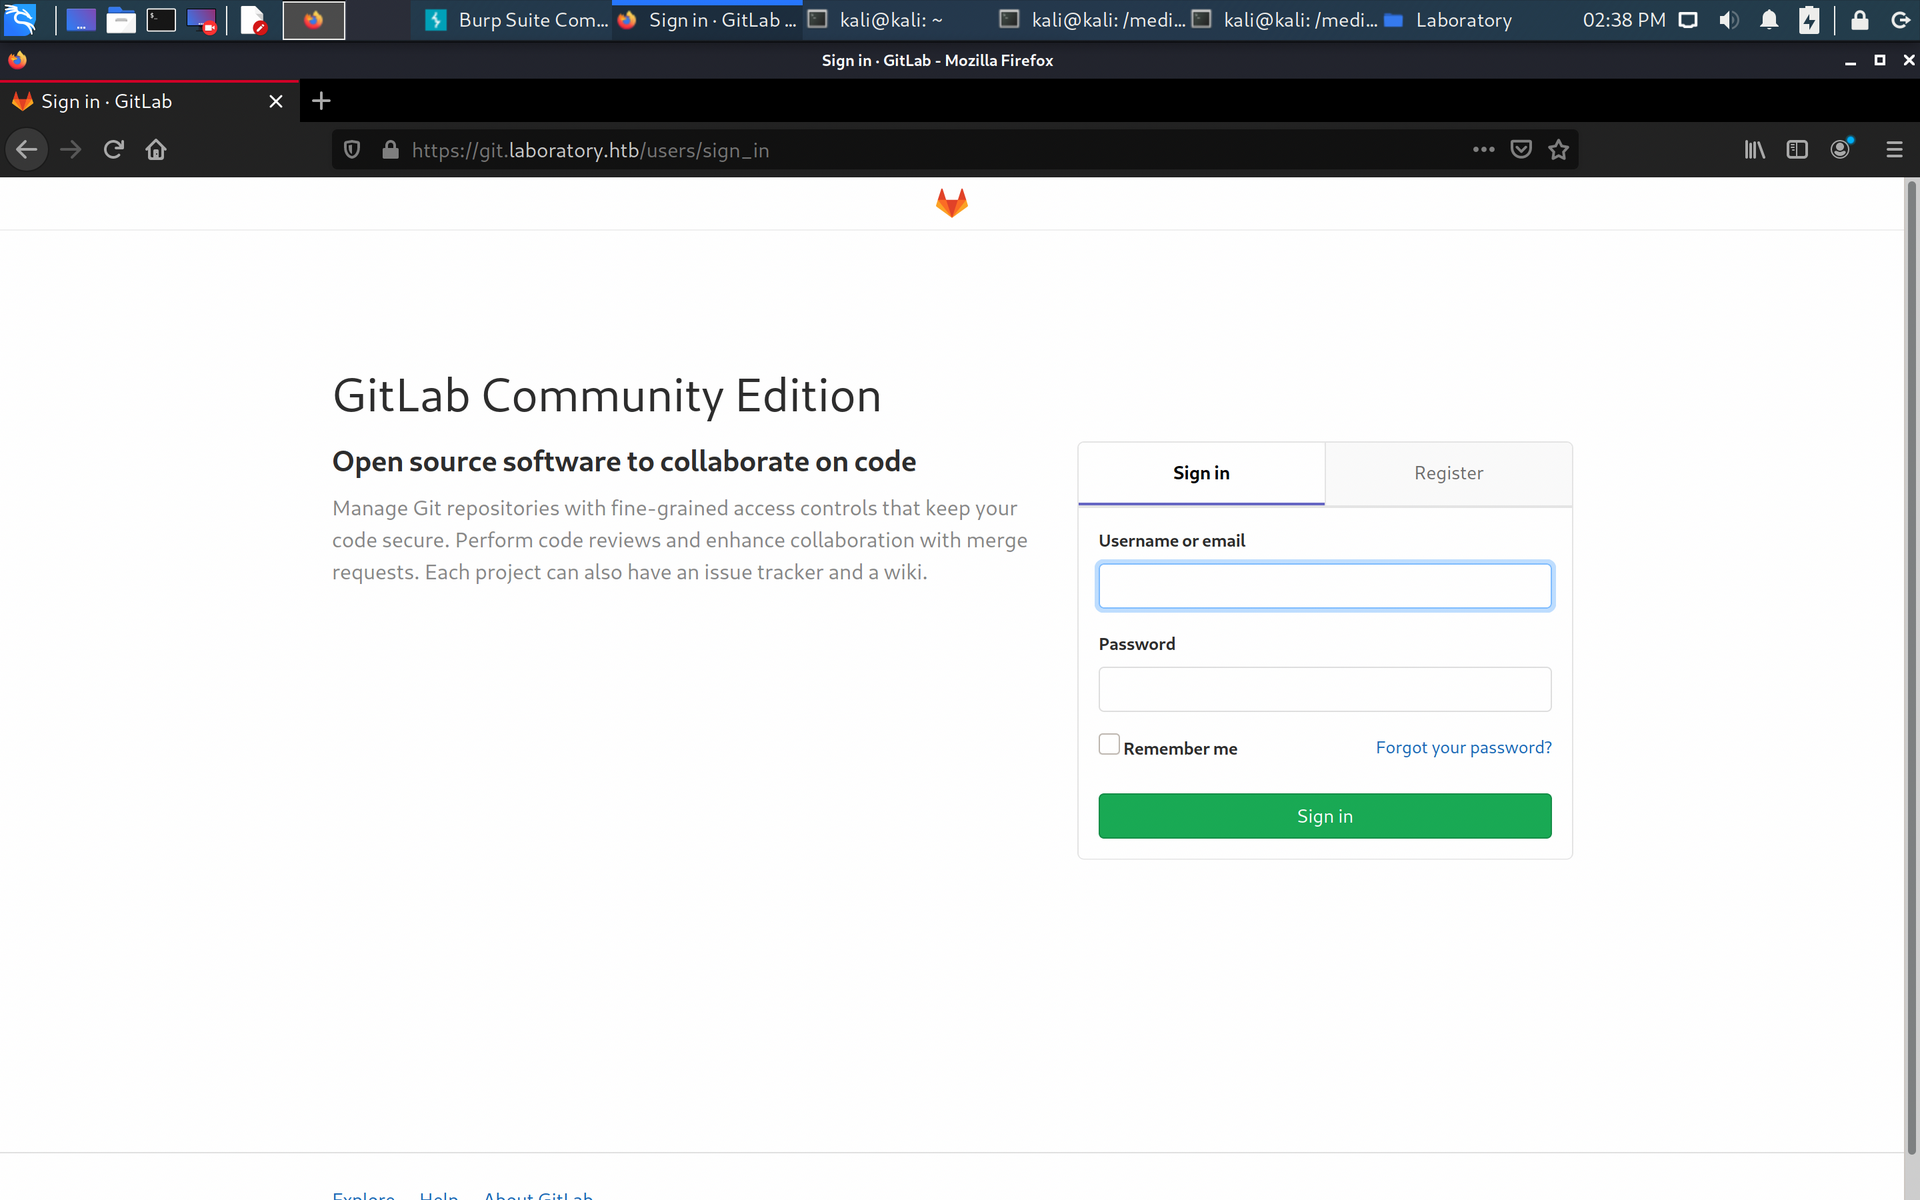 Burp Suite Com...
Sign in · GitLab ...
kali@kali: ~
kali@kali: /medi...
kali@kali: /medi...
Laboratory
02:38 PM
Sign in · GitLab - Mozilla Firefox
Sign in · GitLab
https://git.laboratory.htb/users/sign_in
GitLab Community Edition
Open source software to collaborate on code
Manage Git repositories with fine-grained access controls that keep your
code secure. Perform code reviews and enhance collaboration with merge
requests. Each project can also have an issue tracker and a wiki.
Sign in
Register
Username or email
Password
Remember me
Forgot your password?
Sign in
Explore
Help
About GitLab